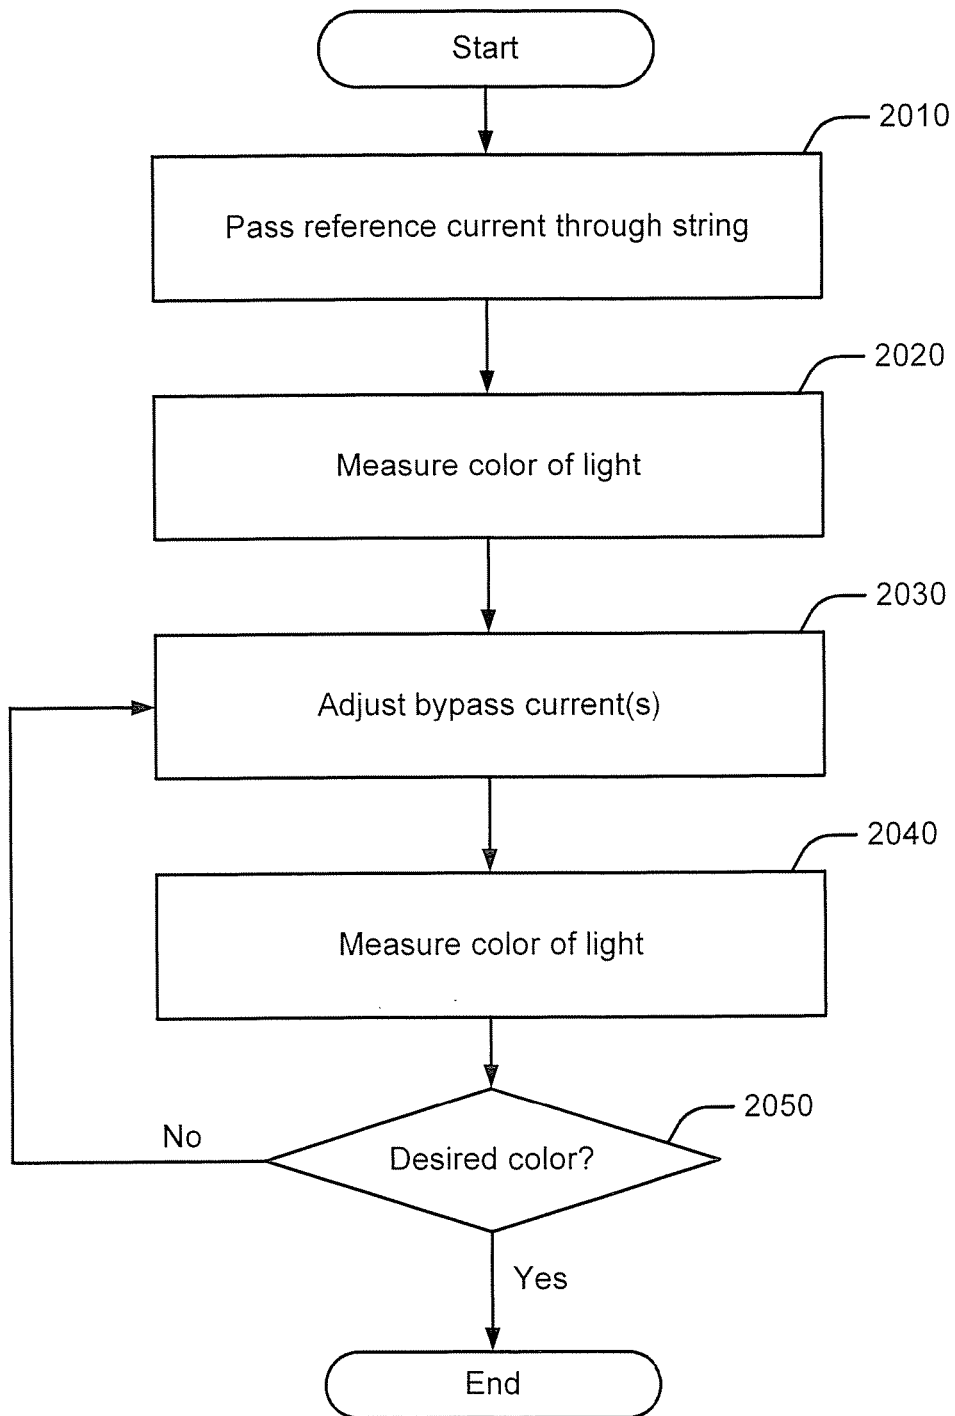 Start
2010
Pass reference current through string
2020
Measure color of light
2030
Adjust bypass current(s)
2040
Measure color of light
2050
No
Desired color?
Yes
End